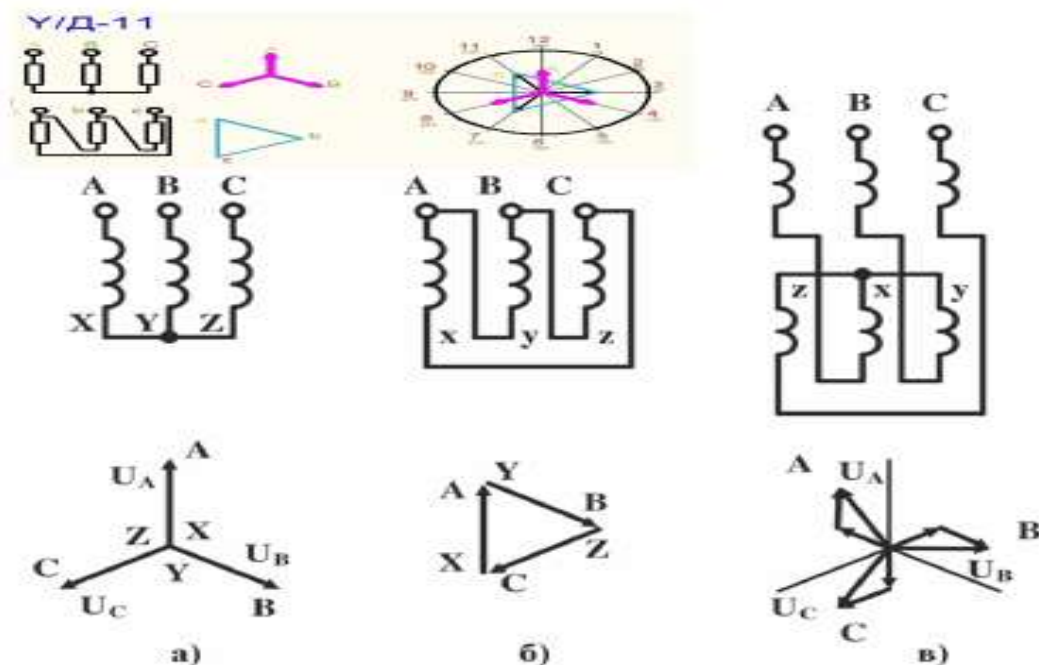 Y/Д-11
12
11
1
10
2
9
3
8
4
7
5
6
A B C
A B C
A B C
X Y Z
x y z
z x y
A
U_A
Z X
C
Y
U_B
U_C
B
A Y
B
X
Z
C
A
U_A
B
U_B
U_C
C
а)
б)
в)